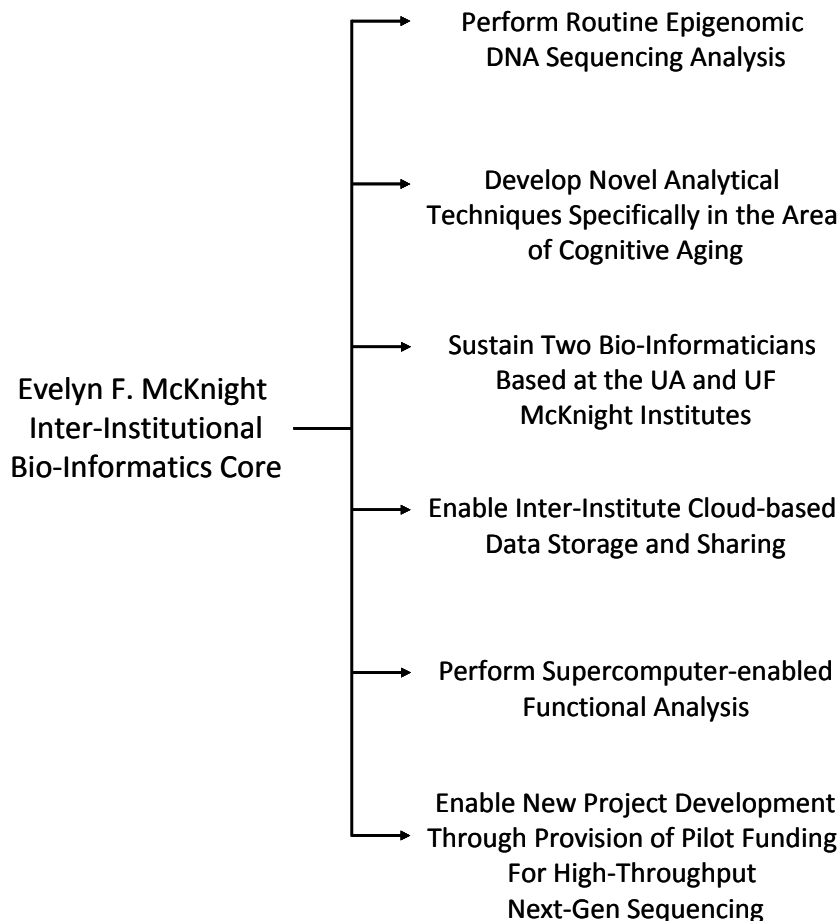 Perform Routine Epigenomic
DNA Sequencing Analysis
Develop Novel Analytical
Techniques Specifically in the Area
of Cognitive Aging
Sustain Two Bio-Informaticians
Based at the UA and UF
McKnight Institutes
Evelyn F. McKnight
Inter-Institutional
Bio-Informatics Core
Enable Inter-Institute Cloud-based
Data Storage and Sharing
Perform Supercomputer-enabled
Functional Analysis
Enable New Project Development
Through Provision of Pilot Funding
For High-Throughput
Next-Gen Sequencing